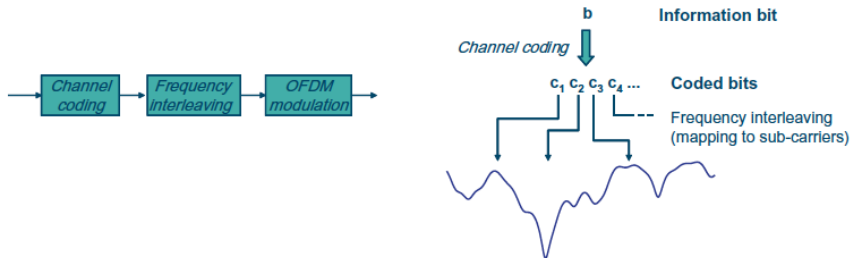 Channel
coding
Frequency
interleaving
OFDM
modulation
b
Information bit
Channel coding
c1 c2 c3 c4 ...
Coded bits
Frequency interleaving
(mapping to sub-carriers)